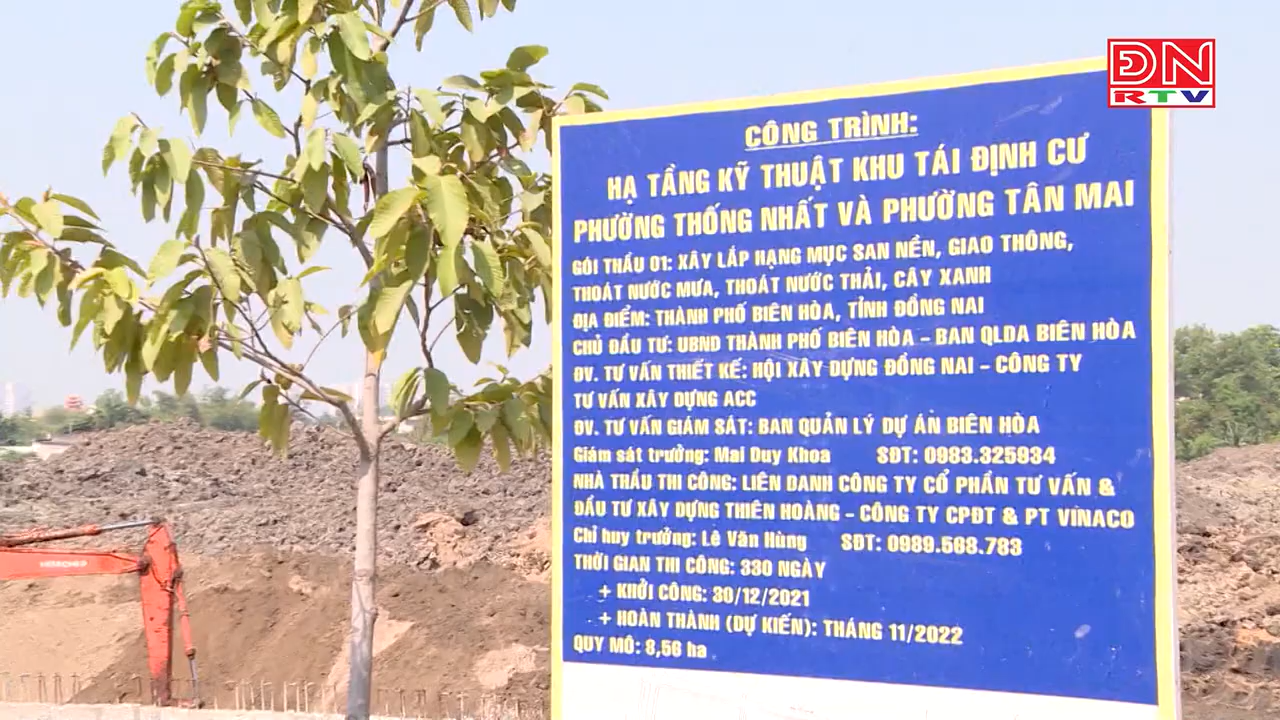 ĐN
RTV
CÔNG TRÌNH:
HẠ TẦNG KỸ THUẬT KHU TÁI ĐỊNH CƯ
PHƯỜNG THỐNG NHẤT VÀ PHƯỜNG TÂN MAI
GÓI THẦU 01: XÂY LẮP HẠNG MỤC SAN NỀN, GIAO THÔNG,
THOÁT NƯỚC MƯA, THOÁT NƯỚC THẢI, CÂY XANH
ĐỊA ĐIỂM: THÀNH PHỐ BIÊN HÒA, TỈNH ĐỒNG NAI
CHỦ ĐẦU TƯ: UBND THÀNH PHỐ BIÊN HÒA – BAN QLDA BIÊN HÒA
ĐV. TƯ VẤN THIẾT KẾ: HỘI XÂY DỰNG ĐỒNG NAI – CÔNG TY
TƯ VẤN XÂY DỰNG ACC
ĐV. TƯ VẤN GIÁM SÁT: BAN QUẢN LÝ DỰ ÁN BIÊN HÒA
Giám sát trưởng: Mai Duy Khoa SĐT: 0983.325934
NHÀ THẦU THI CÔNG: LIÊN DANH CÔNG TY CỔ PHẦN TƯ VẤN &
ĐẦU TƯ XÂY DỰNG THIÊN HOÀNG – CÔNG TY CPĐT & PT VINACO
Chỉ huy trưởng: Lê Văn Hùng SĐT: 0989.568.783
THỜI GIAN THI CÔNG: 330 NGÀY
+ KHỞI CÔNG: 30/12/2021
+ HOÀN THÀNH (DỰ KIẾN): THÁNG 11/2022
QUY MÔ: 8,56 ha
HITACHI